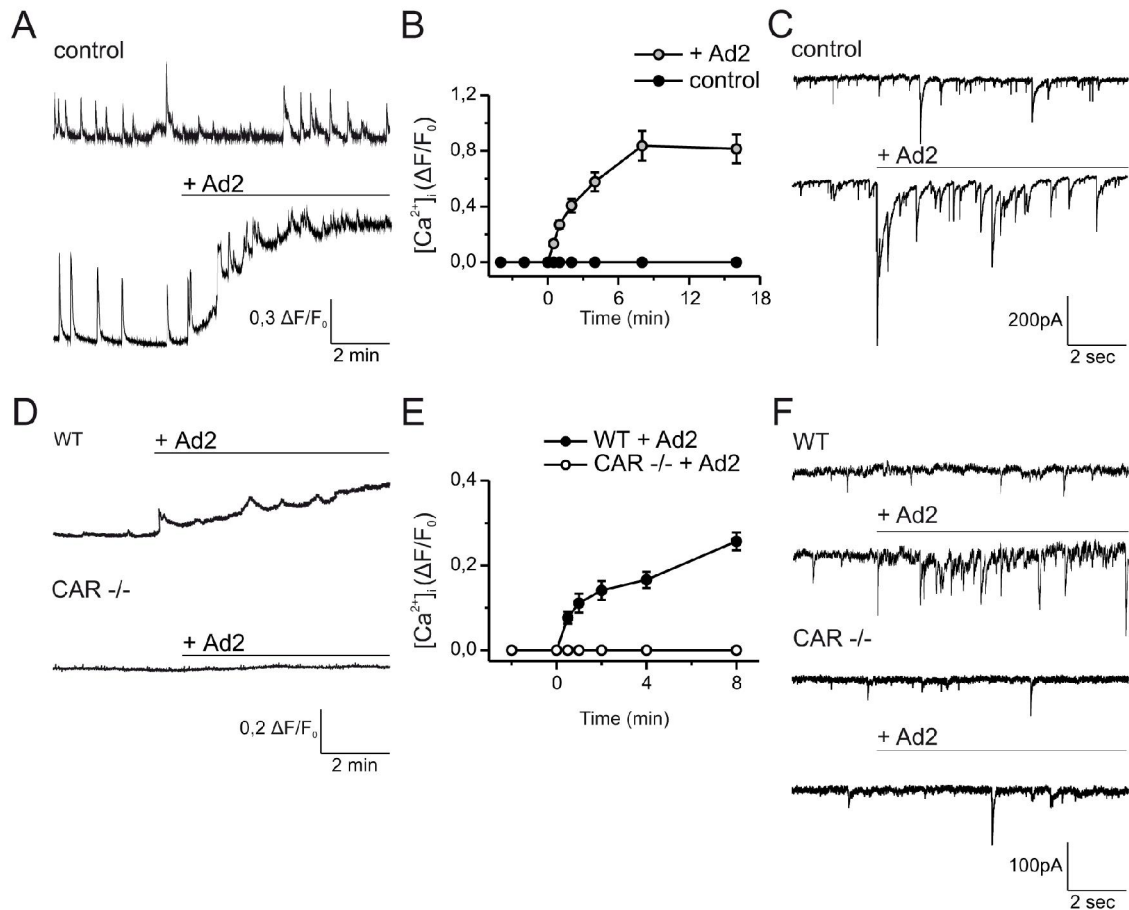 A
control
+ Ad2
0,3 ΔF/F₀
2 min
B
+ Ad2
control
1,2
0,8
0,4
0,0
[Ca²⁺]ᵢ (ΔF/F₀)
0 6 12 18
Time (min)
C
control
+ Ad2
200pA
2 sec
D
WT
+ Ad2
CAR -/-
+ Ad2
0,2 ΔF/F₀
2 min
E
WT + Ad2
CAR -/- + Ad2
0,4
0,2
0,0
[Ca²⁺]ᵢ (ΔF/F₀)
0 4 8
Time (min)
F
WT
+ Ad2
CAR -/-
+ Ad2
100pA
2 sec